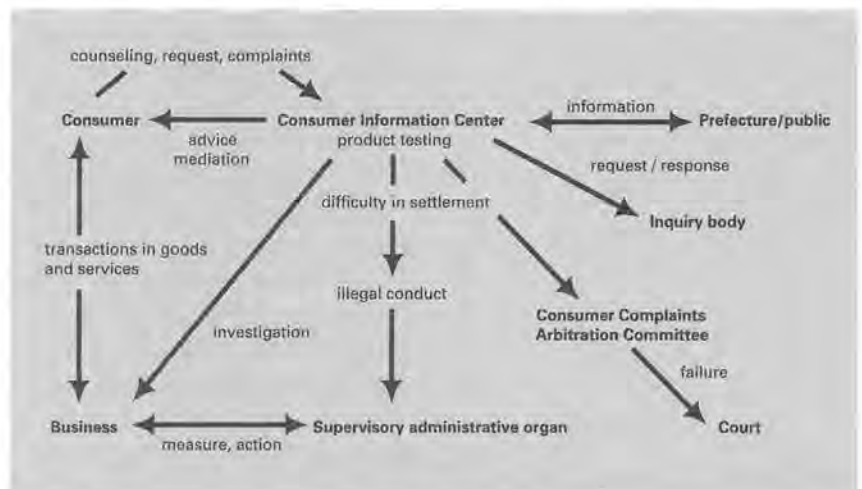 counseling, request, complaints
Consumer
advice
mediation
Consumer Information Center
product testing
information
Prefecture/public
request / response
Inquiry body
difficulty in settlement
transactions in goods
and services
illegal conduct
investigation
Consumer Complaints
Arbitration Committee
failure
Business
measure, action
Supervisory administrative organ
Court